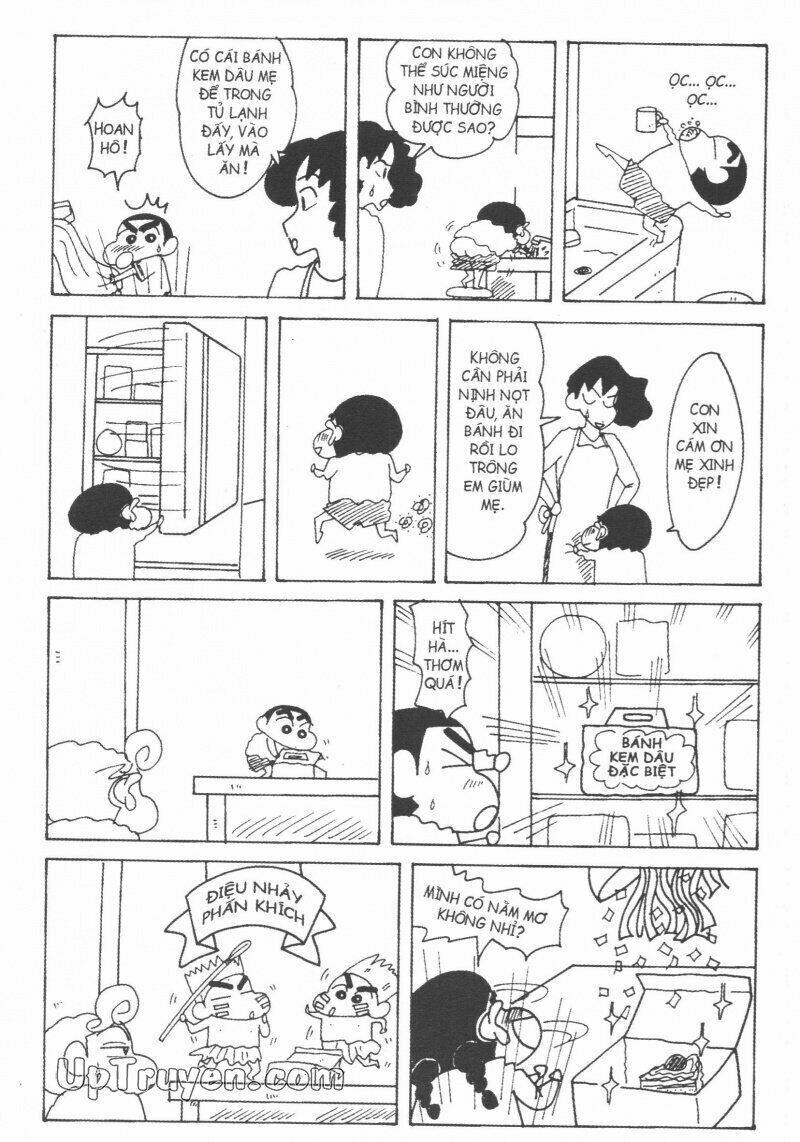 ỌC... ỌC...
ỌC...
CON KHÔNG
THỂ SÚC MIỆNG
NHƯ NGƯỜI
BÌNH THƯỜNG
ĐƯỢC SAO?
CÓ CÁI BÁNH
KEM DÂU MẸ
ĐỂ TRONG
TỦ LẠNH
ĐẤY, VÀO
LẤY MÀ
ĂN!
HOAN
HÔ!
CON
XIN
CÁM ƠN
MẸ XINH
ĐẸP!
KHÔNG
CẦN PHẢI
NỊNH NỌT
ĐÂU, ĂN
BÁNH ĐI
RỒI LO
TRÔNG
EM GIÙM
MẸ.
HÍT
HÀ...
THƠM
QUÁ!
BÁNH
KEM DÂU
ĐẶC BIỆT
MÌNH CÓ NẰM MƠ
KHÔNG NHỈ?
ĐIỆU NHẢY
PHẤN KHÍCH
UpTruyen.com